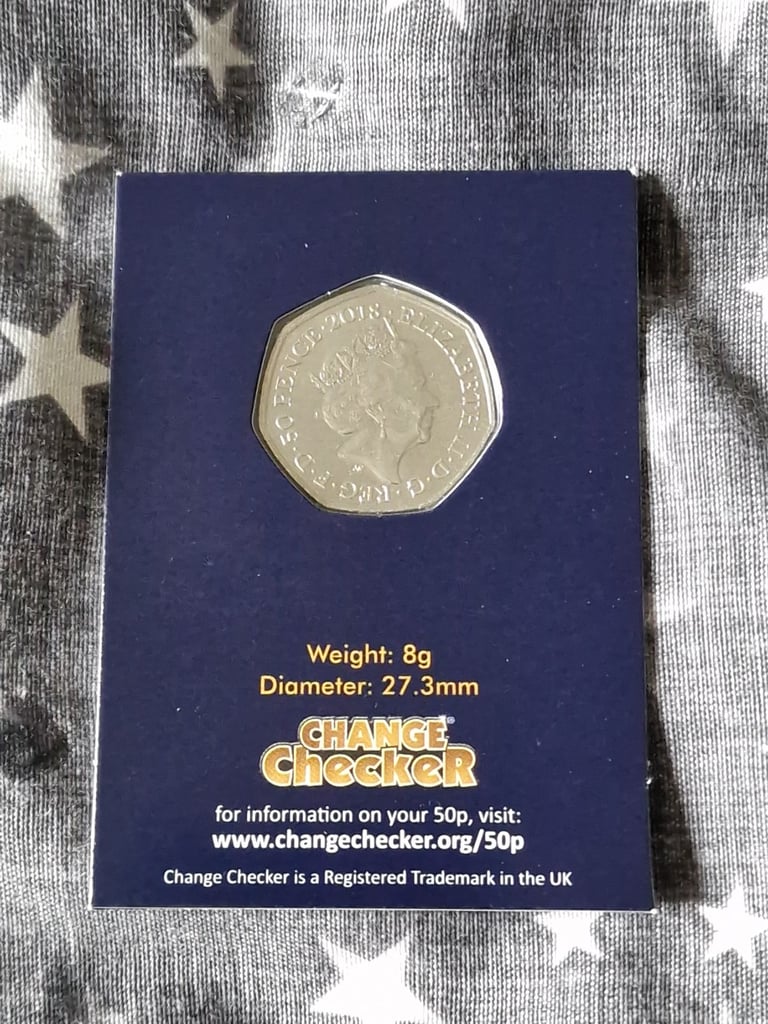 ELIZABETH II · D · G · REG · F · D · 50 PENCE · 2018 ·
Weight: 8g
Diameter: 27.3mm
CHANGE
CHecKeR
for information on your 50p, visit:
www.changechecker.org/50p
Change Checker is a Registered Trademark in the UK